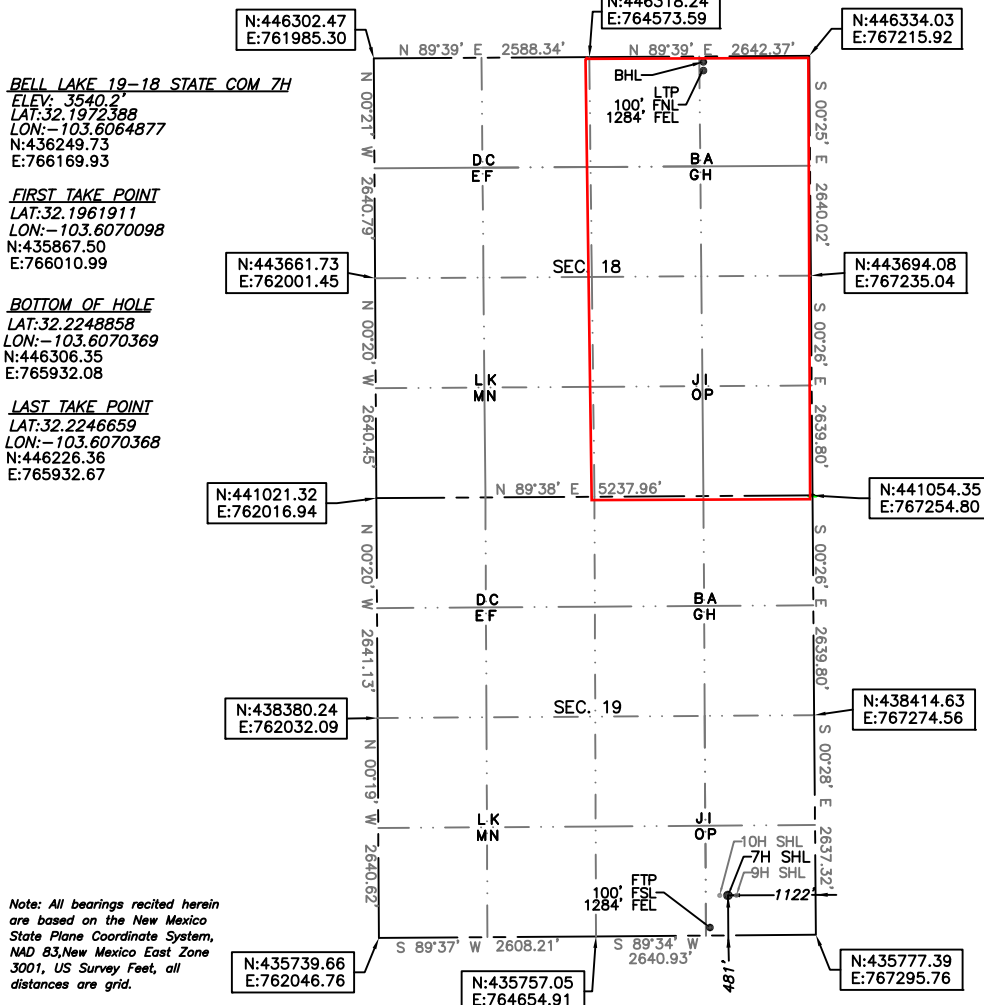 N:446302.47
E:761985.30
N:446318.24
E:764573.59
N:446334.03
E:767215.92
N 89°39' E 2588.34'
N 89°39' E 2642.37'
BELL LAKE 19-18 STATE COM 7H
ELEV: 3540.2'
LAT:32.1972388
LON:-103.6064877
N:436249.73
E:766169.93
FIRST TAKE POINT
LAT:32.1961911
LON:-103.6070098
N:435867.50
E:766010.99
BOTTOM OF HOLE
LAT:32.2248858
LON:-103.6070369
N:446306.35
E:765932.08
LAST TAKE POINT
LAT:32.2246659
LON:-103.6070368
N:446226.36
E:765932.67
BHL
LTP
100' FNL
1284' FEL
N 00°21' W 2640.79'
S 00°25' E 2640.02'
D C
E F
B A
G H
SEC. 18
N:443661.73
E:762001.45
N:443694.08
E:767235.04
N 00°20' W 2640.45'
S 00°26' E 2639.80'
L K
M N
J I
O P
N 89°38' E 5237.96'
N:441021.32
E:762016.94
N:441054.35
E:767254.80
N 00°20' W 2641.13'
S 00°26' E 2639.80'
D C
E F
B A
G H
SEC. 19
N:438380.24
E:762032.09
N:438414.63
E:767274.56
N 00°19' W 2640.62'
S 00°28' E 2637.32'
L K
M N
J I
O P
10H SHL
7H SHL
9H SHL
1122'
481'
FTP
100' FSL
1284' FEL
S 89°37' W 2608.21'
S 89°34' W
2640.93'
N:435739.66
E:762046.76
N:435757.05
E:764654.91
N:435777.39
E:767295.76
Note: All bearings recited herein
are based on the New Mexico
State Plane Coordinate System,
NAD 83,New Mexico East Zone
3001, US Survey Feet, all
distances are grid.